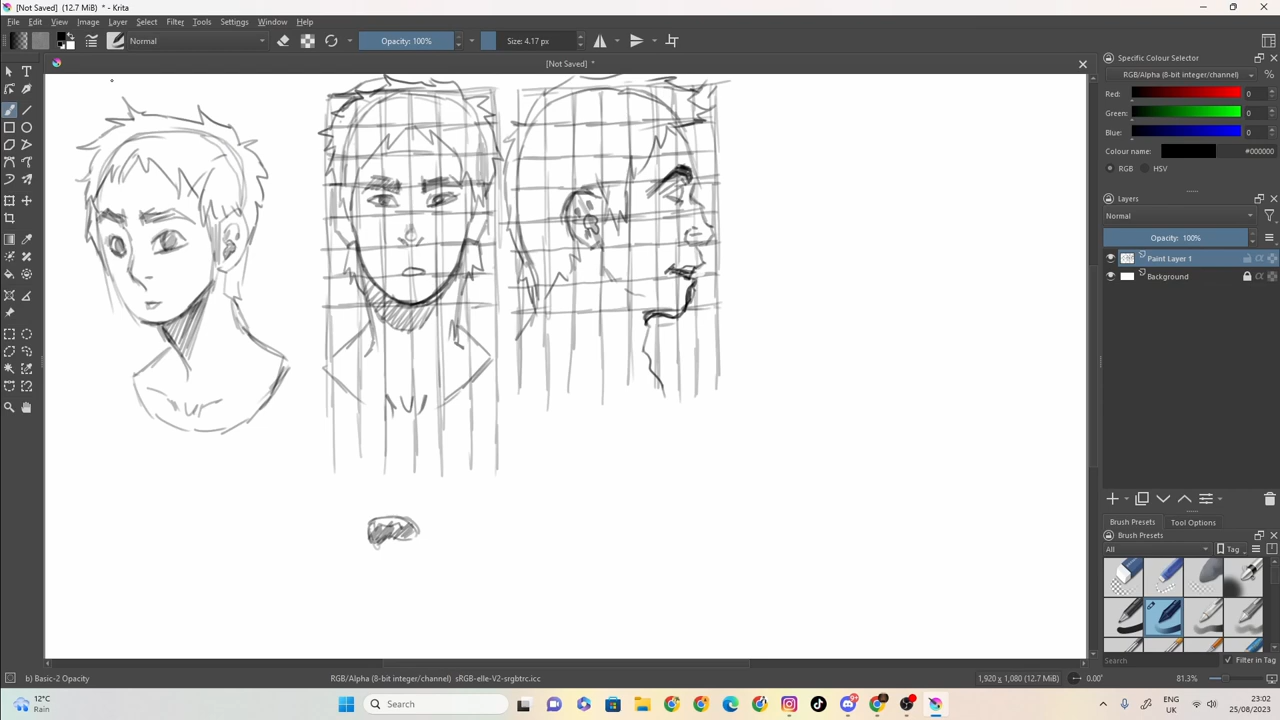 [Not Saved] (12.7 MiB) * - Krita
File Edit View Image Layer Select Filter Tools Settings Window Help
Normal Opacity: 100% Size: 4.17 px
[Not Saved] *
Specific Colour Selector
RGB/Alpha (8-bit integer/channel) %
Red: 0
Green: 0
Blue: 0
Colour name: #000000
RGB HSV
Layers
Normal
Opacity: 100%
Paint Layer 1
Background
Brush Presets Tool Options
Brush Presets
All Tag
Search Filter in Tag
b) Basic-2 Opacity RGB/Alpha (8-bit integer/channel) sRGB-elle-V2-srgbtrc.icc 1,920 x 1,080 (12.7 MiB) 0.00° 81.3%
12°C
Rain
Search
ENG
UK
23:02
25/08/2023